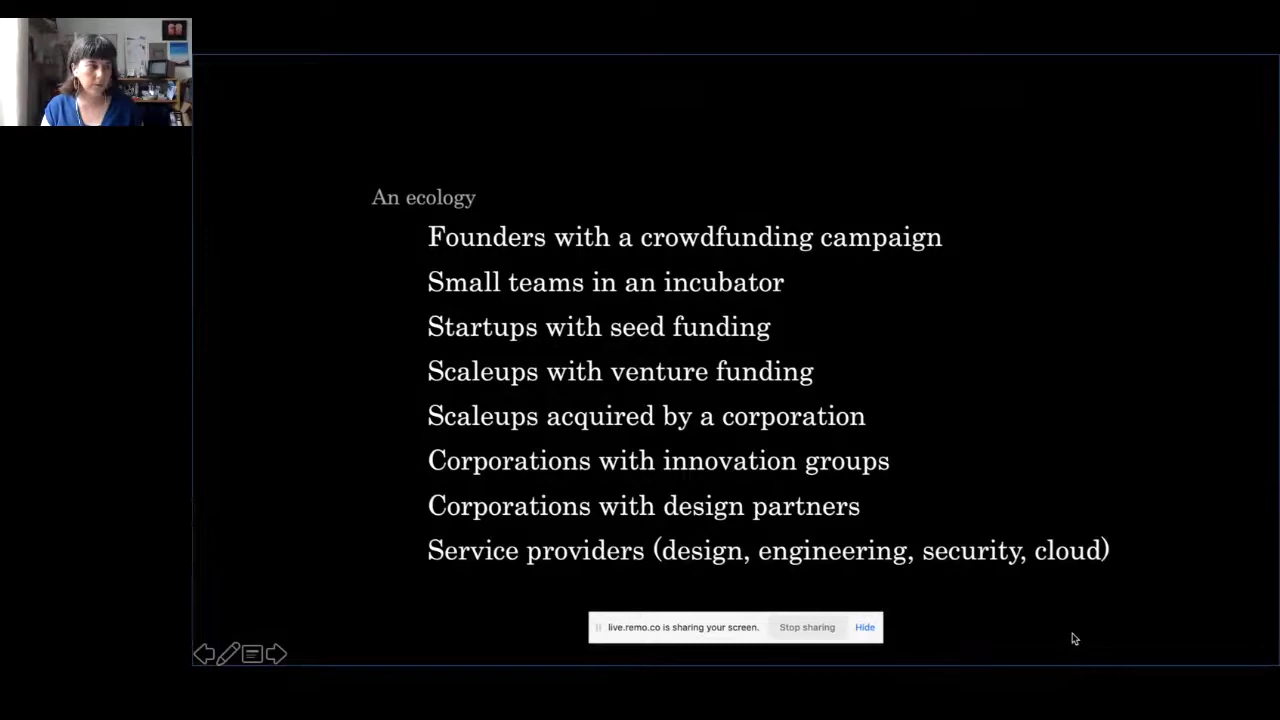 An ecology
Founders with a crowdfunding campaign
Small teams in an incubator
Startups with seed funding
Scaleups with venture funding
Scaleups acquired by a corporation
Corporations with innovation groups
Corporations with design partners
Service providers (design, engineering, security, cloud)
live.remo.co is sharing your screen. Stop sharing Hide